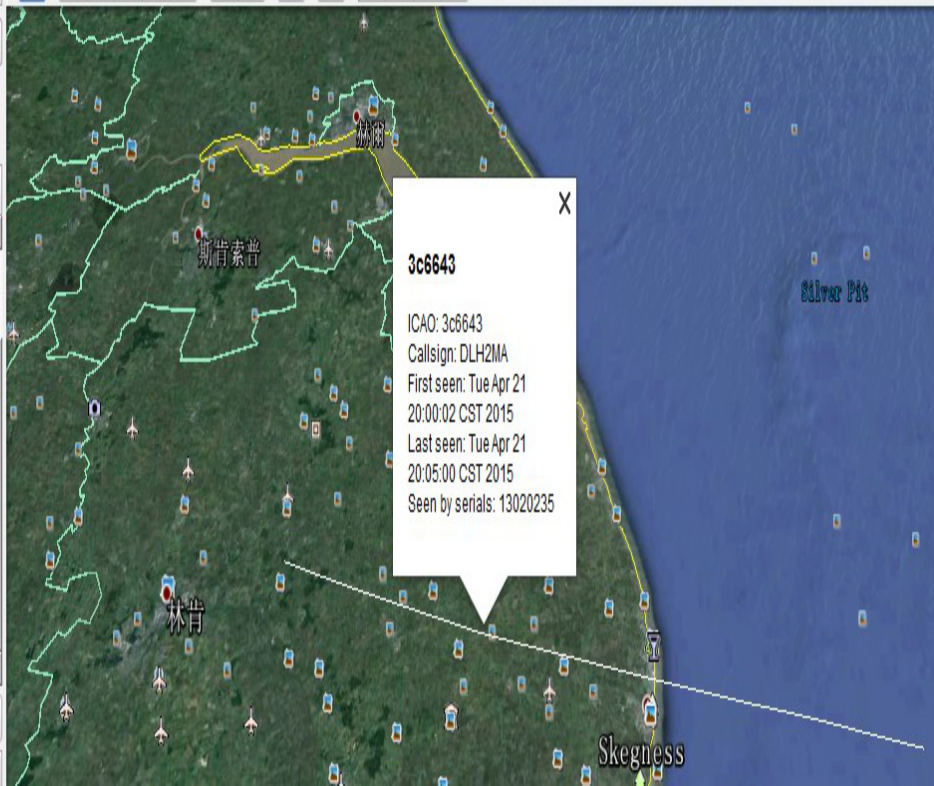 赫爾
斯肯索普
Silver Pit
3c6643
ICAO: 3c6643
Callsign: DLH2MA
First seen: Tue Apr 21
20:00:02 CST 2015
Last seen: Tue Apr 21
20:05:00 CST 2015
Seen by serials: 13020235
林肯
Skegness